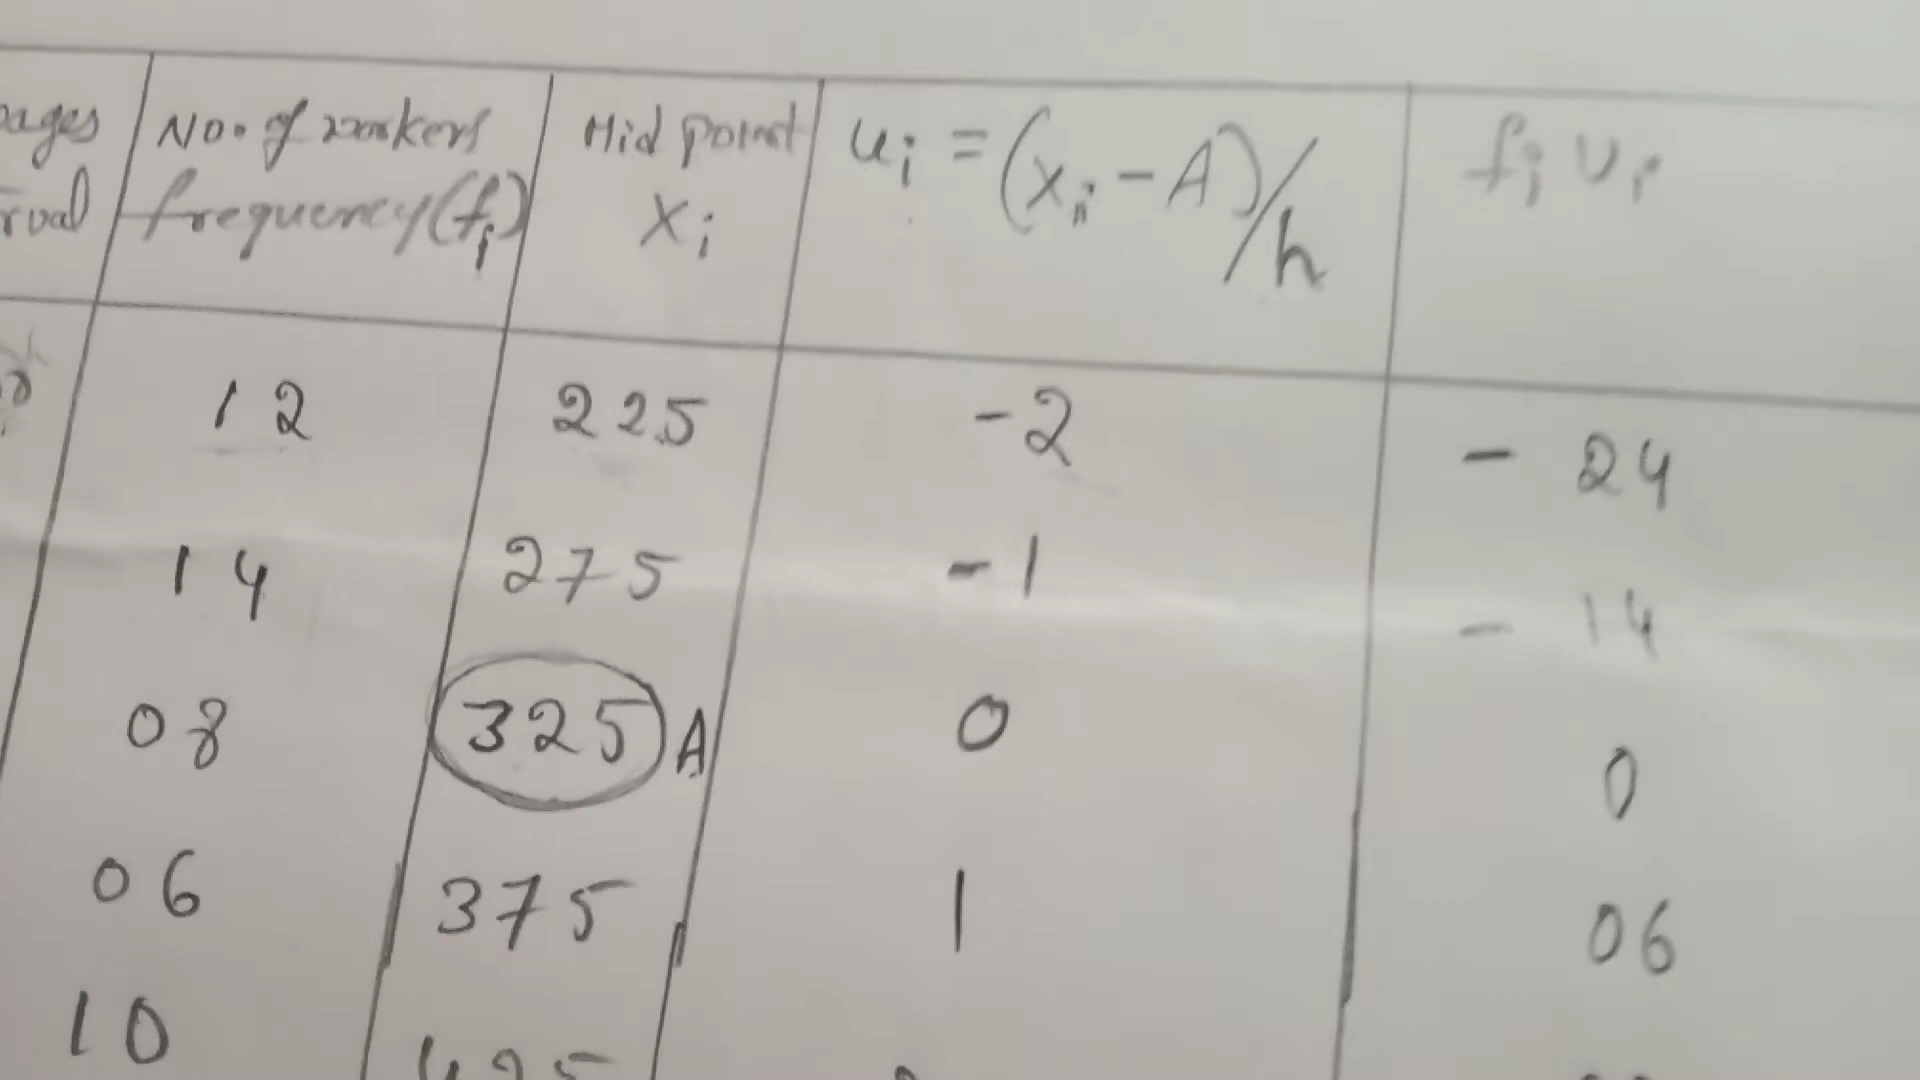 No. of workers Mid point uᵢ = (xᵢ - A)/h fᵢ uᵢ
frequency (fᵢ) xᵢ
12 225 -2 - 24
14 275 -1 - 14
08 325 A 0 0
06 375 1 06
10